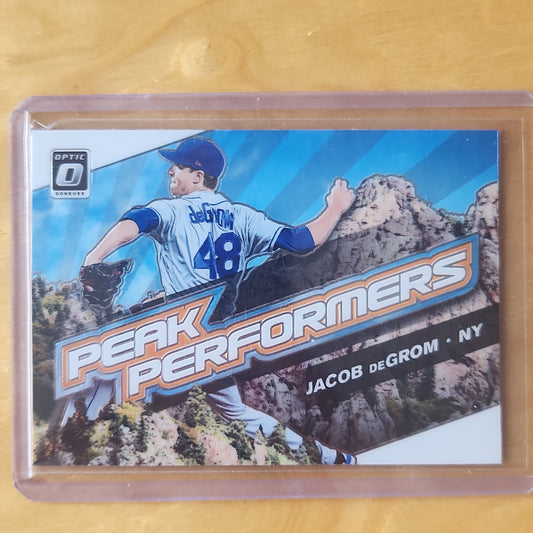 OPTIC
DONRUSS
deGROM
48
PEAK
PERFORMERS
JACOB deGROM · NY